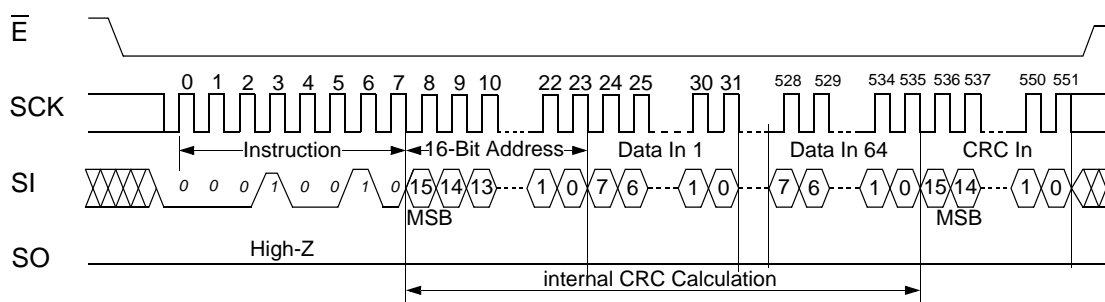 E
0 1 2 3 4 5 6 7 8 9 10 22 23 24 25 30 31 528 529 534 535 536 537 550 551
SCK
Instruction 16-Bit Address Data In 1 Data In 64 CRC In
SI 0 0 0 1 0 0 1 0 15 14 13 1 0 7 6 1 0 7 6 1 0 15 14 1 0
MSB MSB
High-Z
SO
internal CRC Calculation